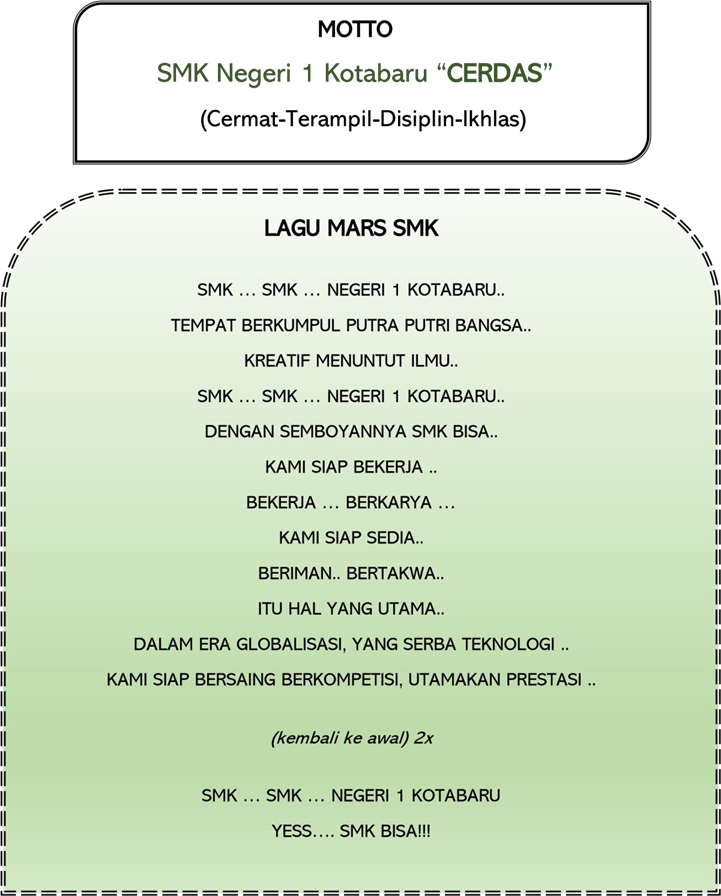 MOTTO
SMK Negeri 1 Kotabaru “CERDAS”
(Cermat-Terampil-Disiplin-Ikhlas)
LAGU MARS SMK
SMK … SMK … NEGERI 1 KOTABARU..
TEMPAT BERKUMPUL PUTRA PUTRI BANGSA..
KREATIF MENUNTUT ILMU..
SMK … SMK … NEGERI 1 KOTABARU..
DENGAN SEMBOYANNYA SMK BISA..
KAMI SIAP BEKERJA ..
BEKERJA … BERKARYA …
KAMI SIAP SEDIA..
BERIMAN.. BERTAKWA..
ITU HAL YANG UTAMA..
DALAM ERA GLOBALISASI, YANG SERBA TEKNOLOGI ..
KAMI SIAP BERSAING BERKOMPETISI, UTAMAKAN PRESTASI ..
(kembali ke awal) 2x
SMK … SMK … NEGERI 1 KOTABARU
YESS…. SMK BISA!!!